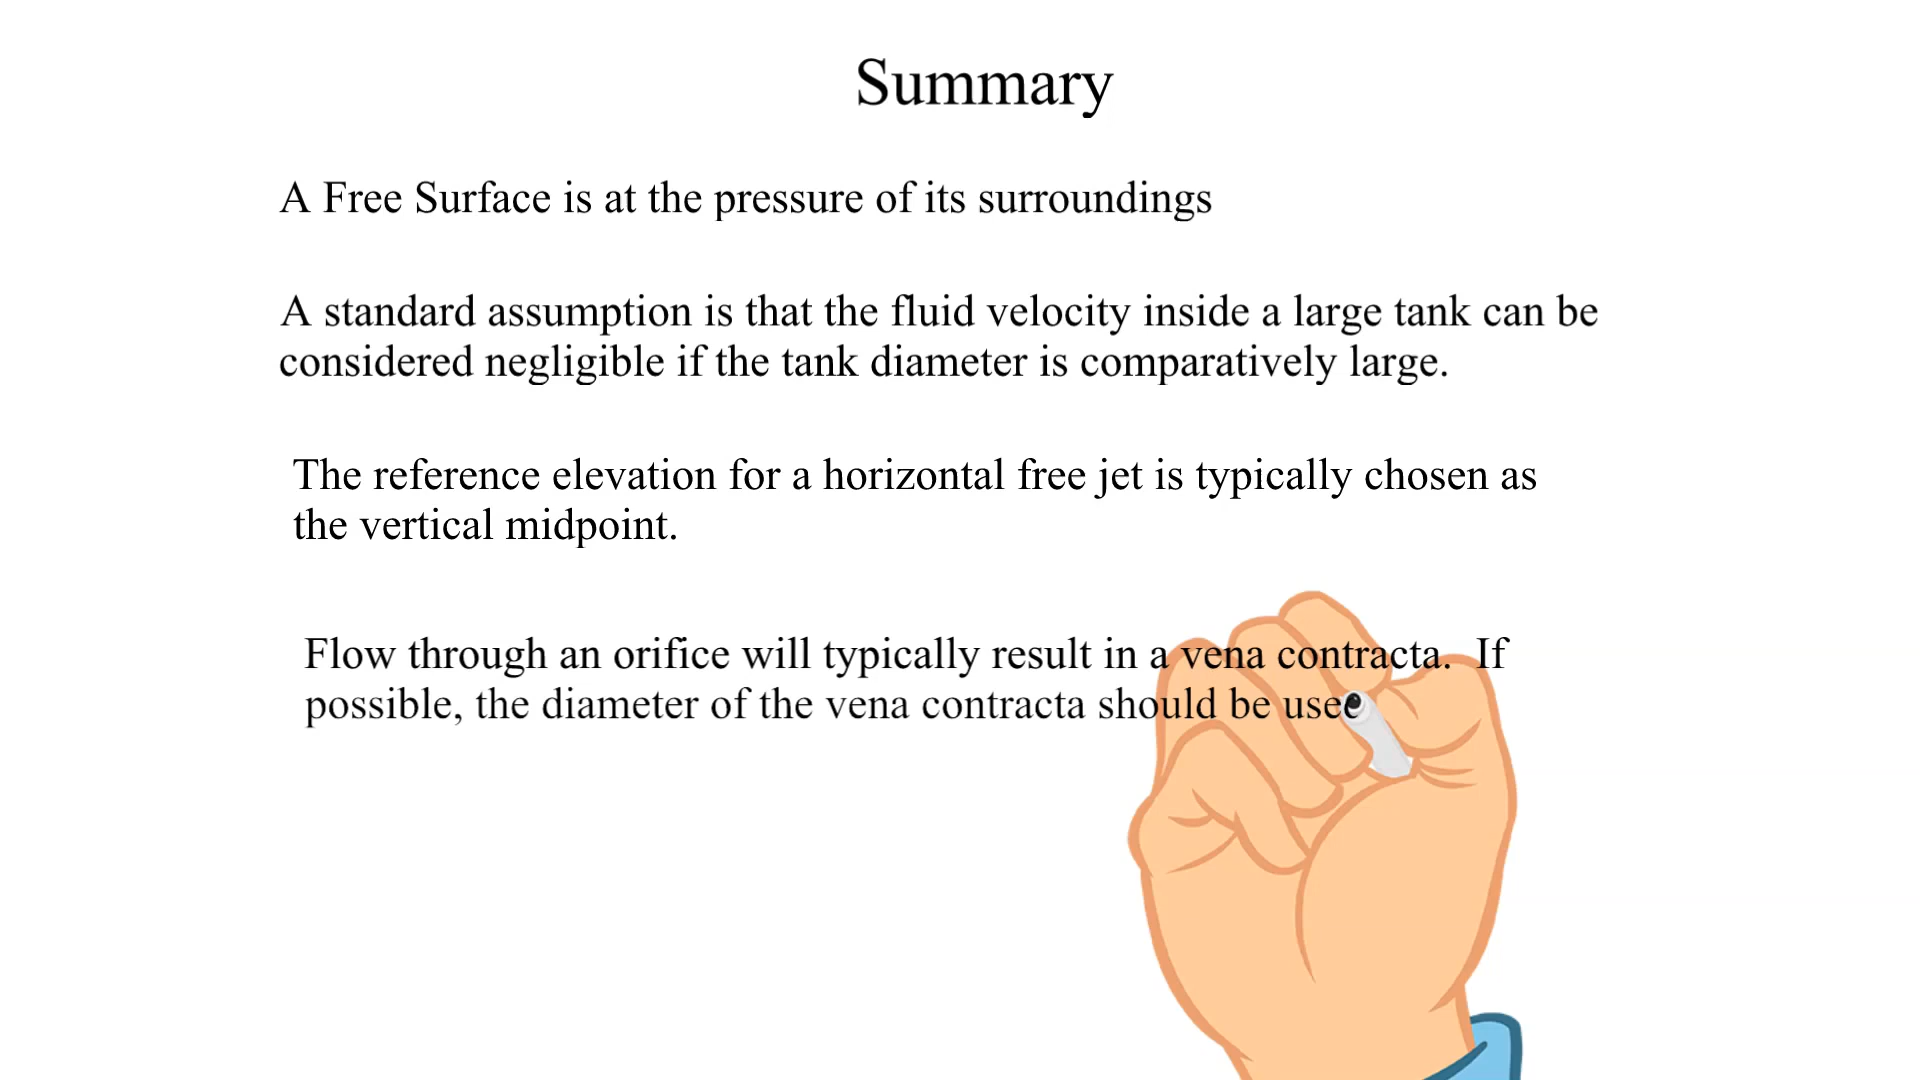 Summary
A Free Surface is at the pressure of its surroundings
A standard assumption is that the fluid velocity inside a large tank can be
considered negligible if the tank diameter is comparatively large.
The reference elevation for a horizontal free jet is typically chosen as
the vertical midpoint.
Flow through an orifice will typically result in a vena contracta. If
possible, the diameter of the vena contracta should be